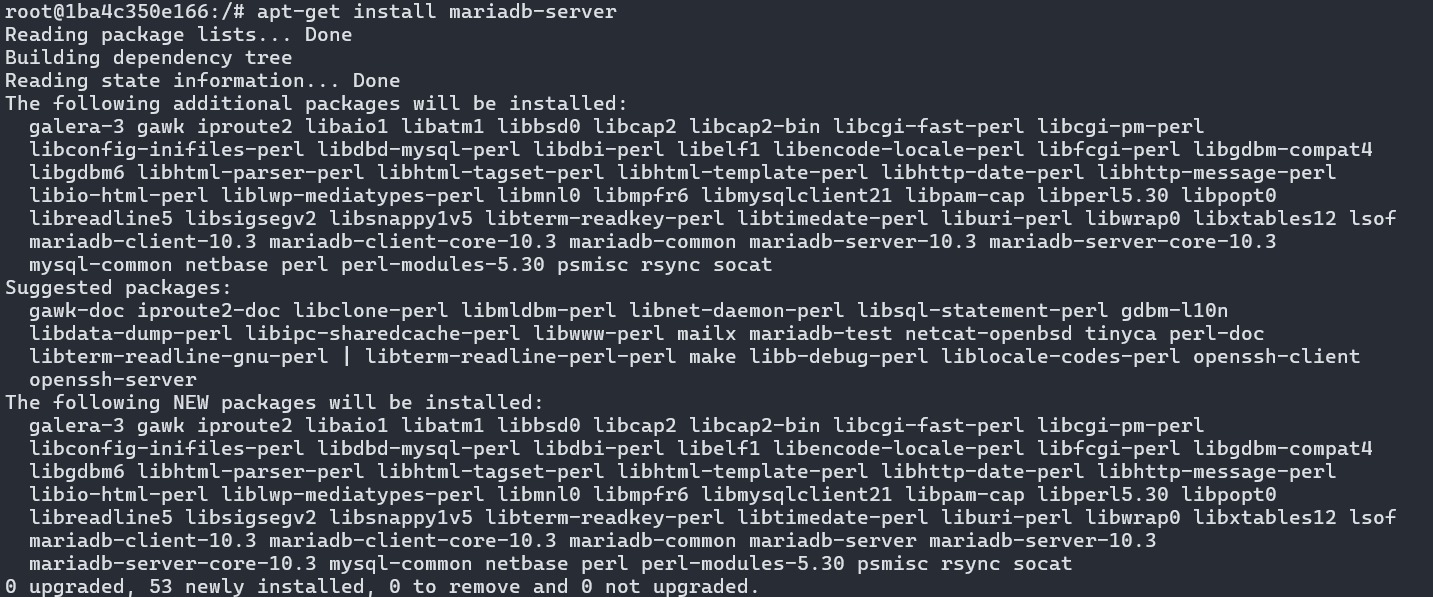 root@1ba4c350e166:/# apt-get install mariadb-server
Reading package lists... Done
Building dependency tree
Reading state information... Done
The following additional packages will be installed:
  galera-3 gawk iproute2 libaio1 libatm1 libbsd0 libcap2 libcap2-bin libcgi-fast-perl libcgi-pm-perl
  libconfig-inifiles-perl libdbd-mysql-perl libdbi-perl libelf1 libencode-locale-perl libfcgi-perl libgdbm-compat4
  libgdbm6 libhtml-parser-perl libhtml-tagset-perl libhtml-template-perl libhttp-date-perl libhttp-message-perl
  libio-html-perl liblwp-mediatypes-perl libmnl0 libmpfr6 libmysqlclient21 libpam-cap libperl5.30 libpopt0
  libreadline5 libsigsegv2 libsnappy1v5 libterm-readkey-perl libtimedate-perl liburi-perl libwrap0 libxtables12 lsof
  mariadb-client-10.3 mariadb-client-core-10.3 mariadb-common mariadb-server-10.3 mariadb-server-core-10.3
  mysql-common netbase perl perl-modules-5.30 psmisc rsync socat
Suggested packages:
  gawk-doc iproute2-doc libclone-perl libmldbm-perl libnet-daemon-perl libsql-statement-perl gdbm-l10n
  libdata-dump-perl libipc-sharedcache-perl libwww-perl mailx mariadb-test netcat-openbsd tinyca perl-doc
  libterm-readline-gnu-perl | libterm-readline-perl-perl make libb-debug-perl liblocale-codes-perl openssh-client
  openssh-server
The following NEW packages will be installed:
  galera-3 gawk iproute2 libaio1 libatm1 libbsd0 libcap2 libcap2-bin libcgi-fast-perl libcgi-pm-perl
  libconfig-inifiles-perl libdbd-mysql-perl libdbi-perl libelf1 libencode-locale-perl libfcgi-perl libgdbm-compat4
  libgdbm6 libhtml-parser-perl libhtml-tagset-perl libhtml-template-perl libhttp-date-perl libhttp-message-perl
  libio-html-perl liblwp-mediatypes-perl libmnl0 libmpfr6 libmysqlclient21 libpam-cap libperl5.30 libpopt0
  libreadline5 libsigsegv2 libsnappy1v5 libterm-readkey-perl libtimedate-perl liburi-perl libwrap0 libxtables12 lsof
  mariadb-client-10.3 mariadb-client-core-10.3 mariadb-common mariadb-server mariadb-server-10.3
  mariadb-server-core-10.3 mysql-common netbase perl perl-modules-5.30 psmisc rsync socat
0 upgraded, 53 newly installed, 0 to remove and 0 not upgraded.